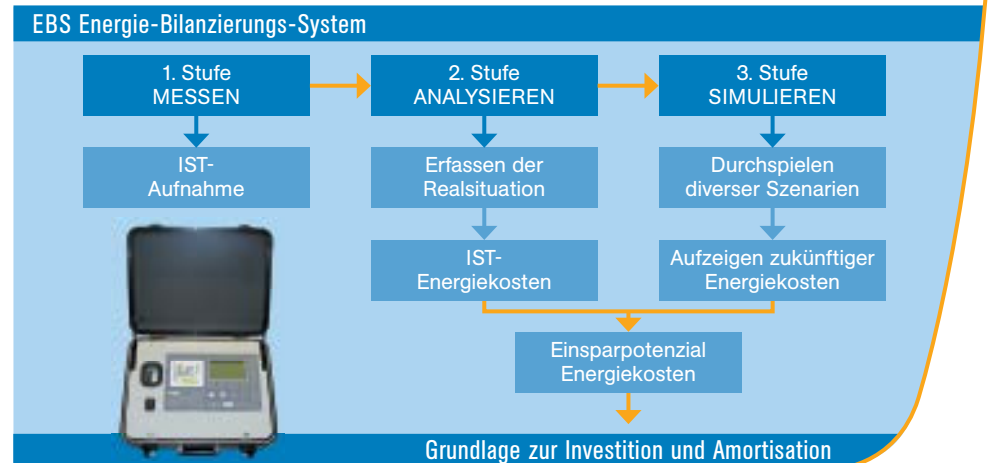 EBS Energie-Bilanzierungs-System
1. Stufe
MESSEN
2. Stufe
ANALYSIEREN
3. Stufe
SIMULIEREN
IST-
Aufnahme
Erfassen der
Realsituation
Durchspielen
diverser Szenarien
IST-
Energiekosten
Aufzeigen zukünftiger
Energiekosten
Einsparpotenzial
Energiekosten
Grundlage zur Investition und Amortisation